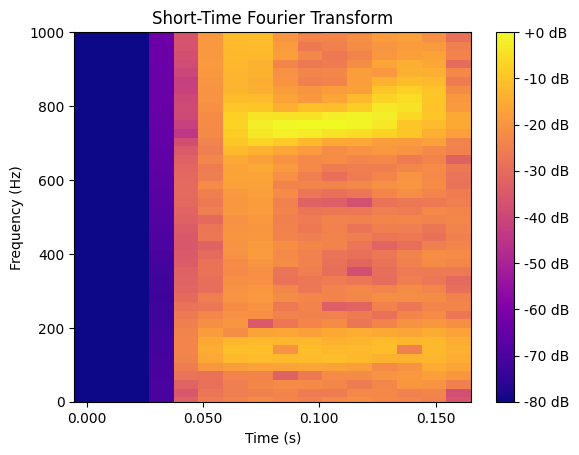 Short-Time Fourier Transform
1000
800
600
400
200
0
Frequency (Hz)
0.000
0.050
0.100
0.150
Time (s)
+0 dB
-10 dB
-20 dB
-30 dB
-40 dB
-50 dB
-60 dB
-70 dB
-80 dB